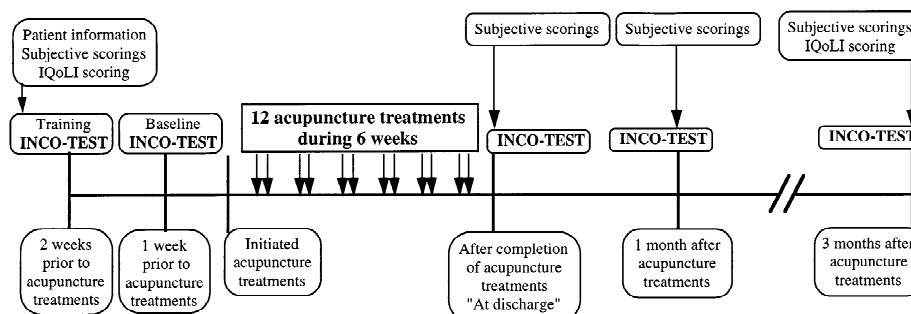 Patient information
Subjective scorings
IQoLI scoring
Subjective scorings
Subjective scorings
Subjective scorings
IQoLI scoring
Training
INCO-TEST
Baseline
INCO-TEST
12 acupuncture treatments
during 6 weeks
INCO-TEST
INCO-TEST
INCO-TEST
2 weeks
prior to
acupuncture
treatments
1 week
prior to
acupuncture
treatments
Initiated
acupuncture
treatments
After completion
of acupuncture
treatments
"At discharge"
1 month after
acupuncture
treatments
3 months after
acupuncture
treatments